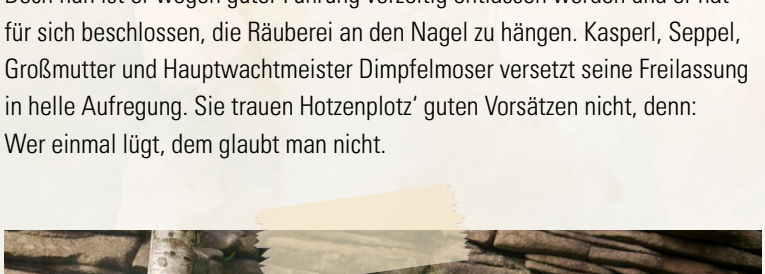 Doch nun ist er wegen guter Führung vorzeitig entlassen worden und er hat
für sich beschlossen, die Räuberei an den Nagel zu hängen. Kasperl, Seppel,
Großmutter und Hauptwachtmeister Dimpfelmoser versetzt seine Freilassung
in helle Aufregung. Sie trauen Hotzenplotz‘ guten Vorsätzen nicht, denn:
Wer einmal lügt, dem glaubt man nicht.